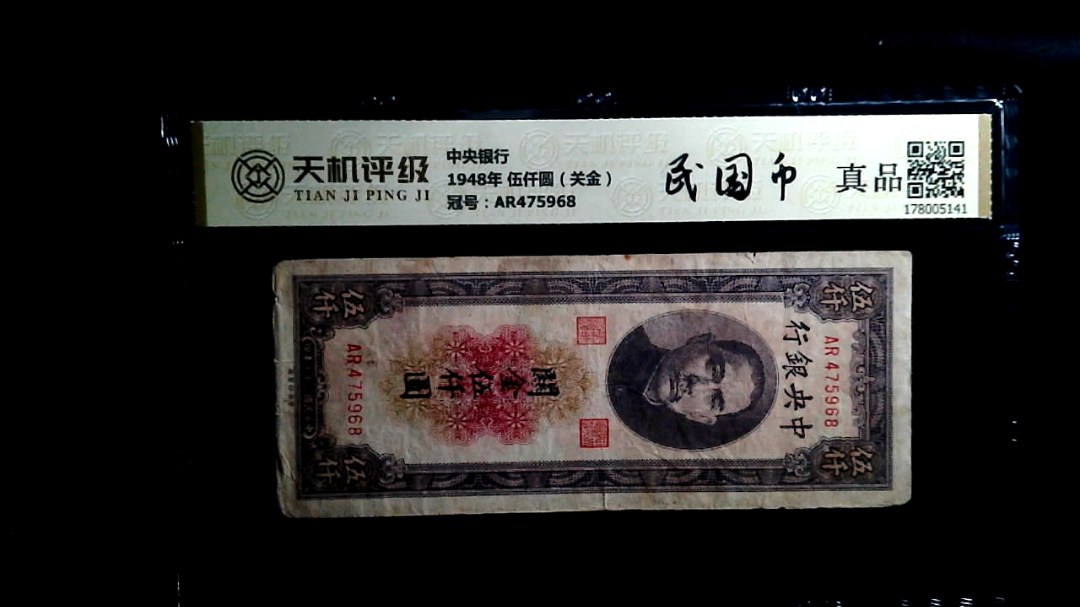 天机评级
TIAN JI PING JI
中央银行
1948年 伍仟圆（关金）
冠号：AR475968
民国币
真品
178005141
伍仟
伍仟
AR475968
中央銀行
關金伍仟圓
AR475968
伍仟
伍仟